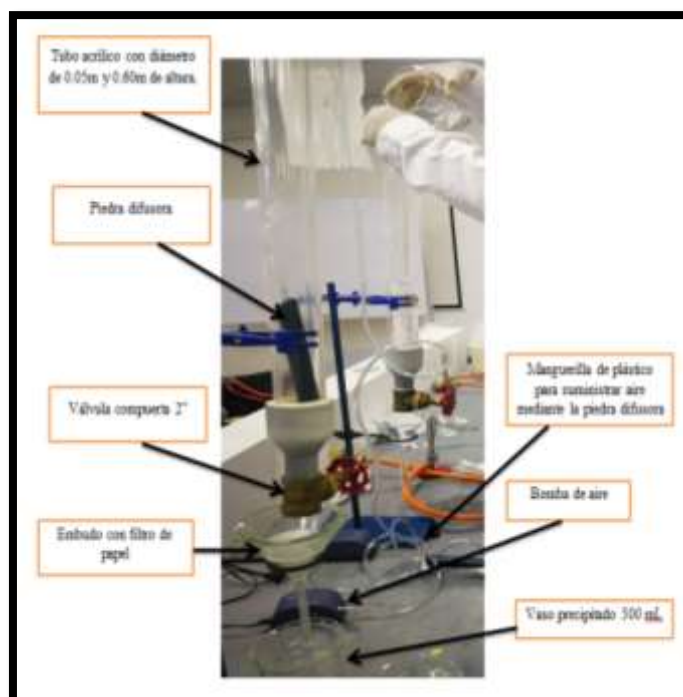 Tubo acrílico con diámetro
de 0.05m y 0.60m de altura.
Piedra difusora
Válvula compuerta 2"
Embudo con filtro de
papel
Manguerilla de plástico
para suministrar aire
mediante la piedra difusora
Bomba de aire
Vaso precipitado 500 mL